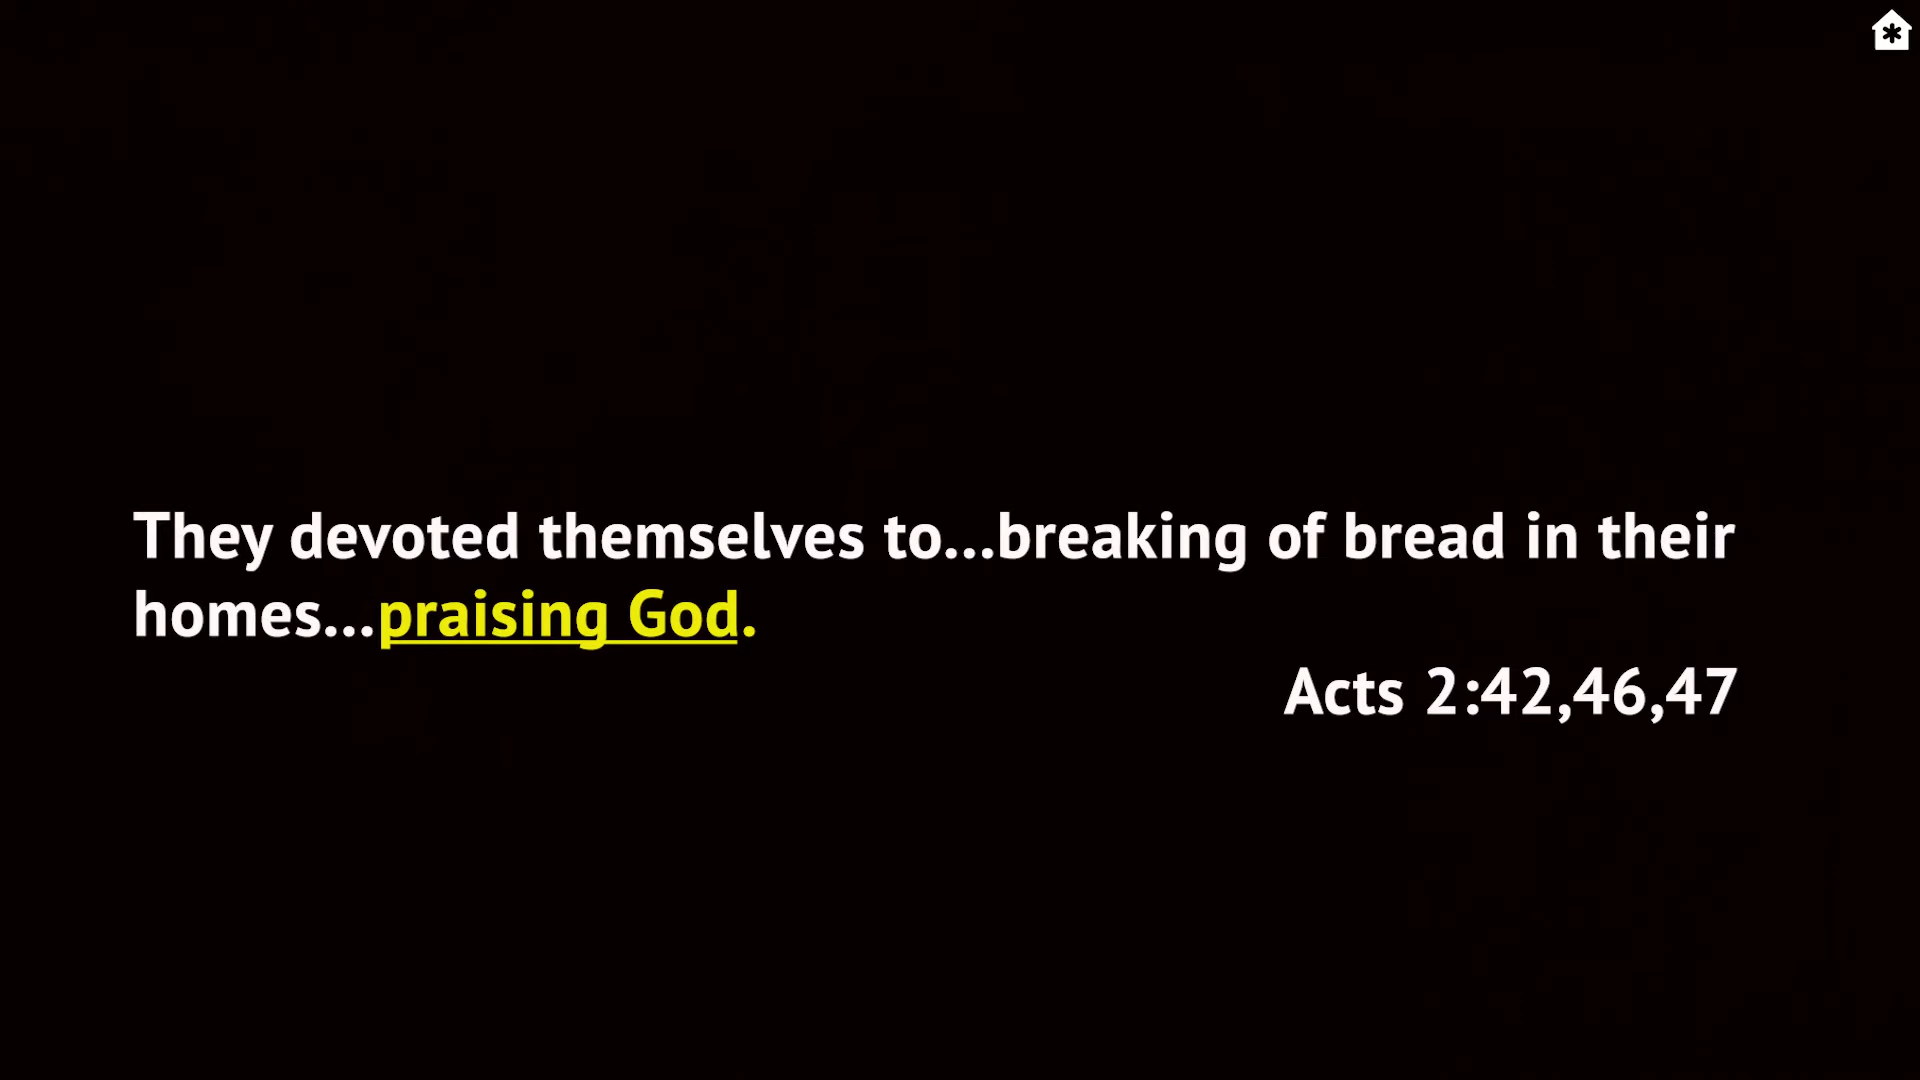 They devoted themselves to...breaking of bread in their
homes...praising God.
Acts 2:42,46,47